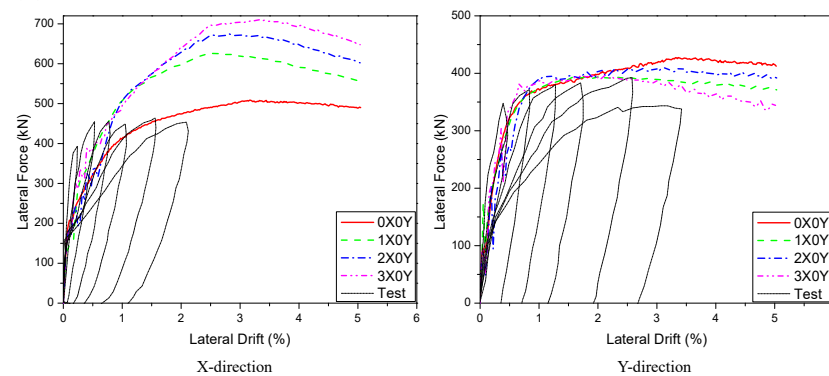 700
600
500
400
300
200
100
0
Lateral Force (kN)
0 1 2 3 4 5 6
Lateral Drift (%)
0X0Y
1X0Y
2X0Y
3X0Y
Test
X-direction
500
400
300
200
100
0
Lateral Force (kN)
0 1 2 3 4 5
Lateral Drift (%)
0X0Y
1X0Y
2X0Y
3X0Y
Test
Y-direction